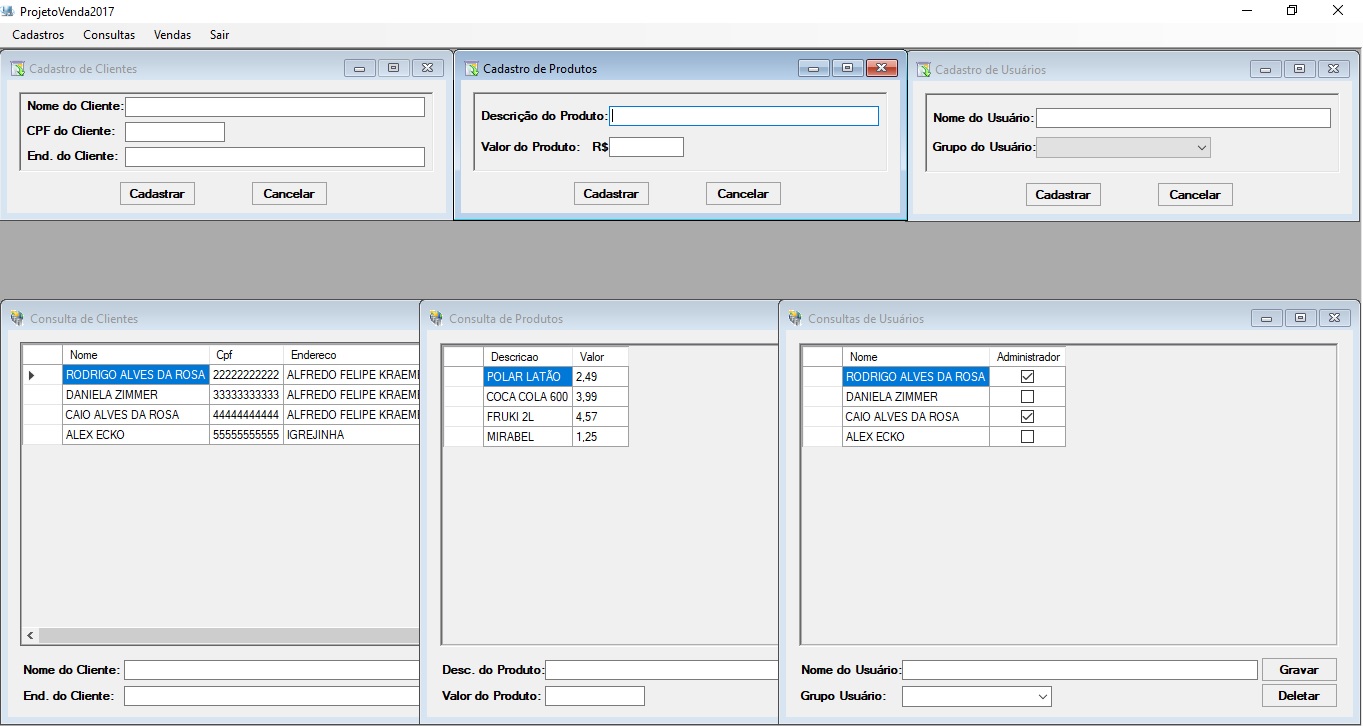 ProjetoVenda2017
Cadastros Consultas Vendas Sair
Cadastro de Clientes
Nome do Cliente:
CPF do Cliente:
End. do Cliente:
Cadastrar Cancelar
Cadastro de Produtos
Descrição do Produto:
Valor do Produto: R$
Cadastrar Cancelar
Cadastro de Usuários
Nome do Usuário:
Grupo do Usuário:
Cadastrar Cancelar
Consulta de Clientes
Nome Cpf Endereco
RODRIGO ALVES DA ROSA 22222222222 ALFREDO FELIPE KRAEME
DANIELA ZIMMER 33333333333 ALFREDO FELIPE KRAEME
CAIO ALVES DA ROSA 44444444444 ALFREDO FELIPE KRAEME
ALEX ECKO 55555555555 IGREJINHA
Nome do Cliente:
End. do Cliente:
Consulta de Produtos
Descricao Valor
POLAR LATÃO 2,49
COCA COLA 600 3,99
FRUKI 2L 4,57
MIRABEL 1,25
Desc. do Produto:
Valor do Produto:
Consultas de Usuários
Nome Administrador
RODRIGO ALVES DA ROSA
DANIELA ZIMMER
CAIO ALVES DA ROSA
ALEX ECKO
Nome do Usuário: Gravar
Grupo Usuário: Deletar